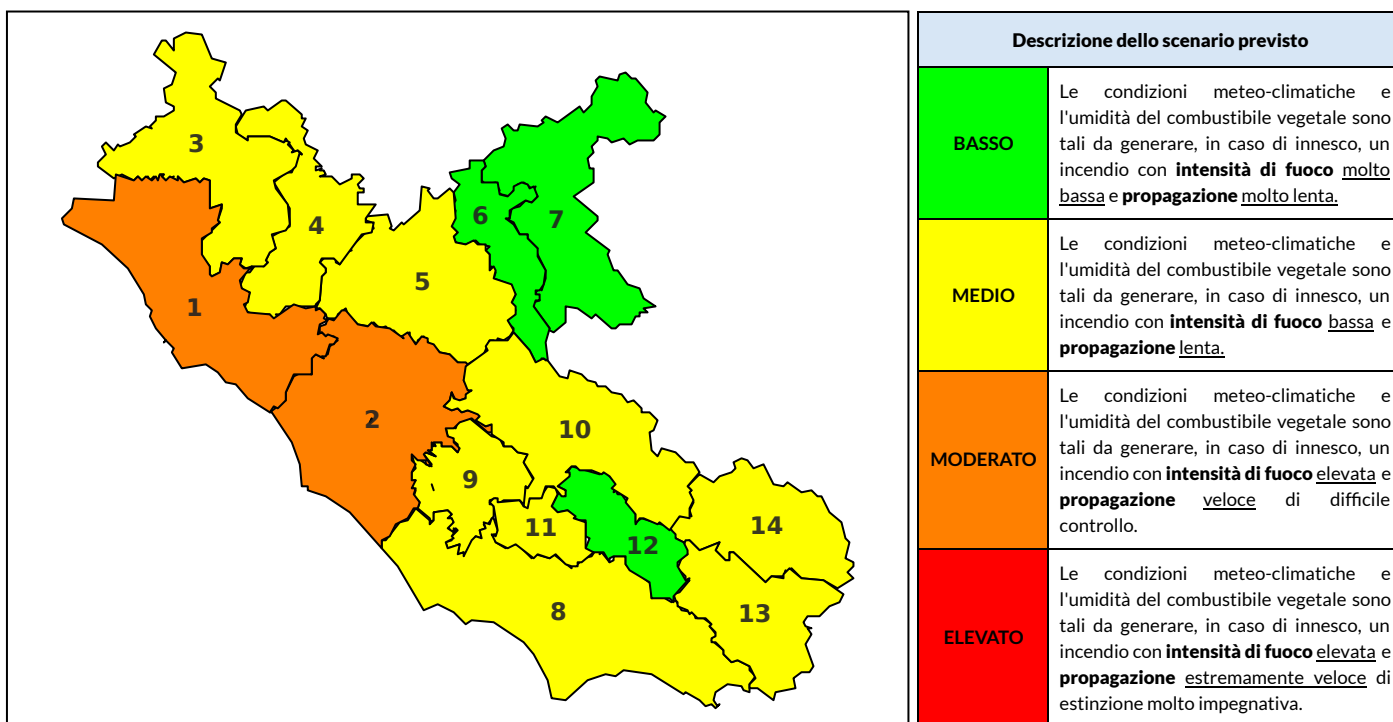 3
4
6
7
5
1
2
10
9
11
12
14
8
13
Descrizione dello scenario previsto
BASSO
Le condizioni meteo-climatiche e
l'umidità del combustibile vegetale sono
tali da generare, in caso di innesco, un
incendio con intensità di fuoco molto
bassa e propagazione molto lenta.
MEDIO
Le condizioni meteo-climatiche e
l'umidità del combustibile vegetale sono
tali da generare, in caso di innesco, un
incendio con intensità di fuoco bassa e
propagazione lenta.
MODERATO
Le condizioni meteo-climatiche e
l'umidità del combustibile vegetale sono
tali da generare, in caso di innesco, un
incendio con intensità di fuoco elevata e
propagazione veloce di difficile
controllo.
ELEVATO
Le condizioni meteo-climatiche e
l'umidità del combustibile vegetale sono
tali da generare, in caso di innesco, un
incendio con intensità di fuoco elevata e
propagazione estremamente veloce di
estinzione molto impegnativa.